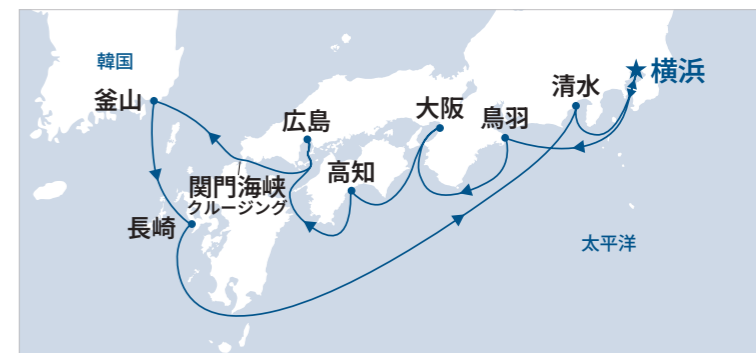 韓国
★横浜
釜山
清水
大阪
鳥羽
広島
高知
関門海峡
クルージング
長崎
太平洋